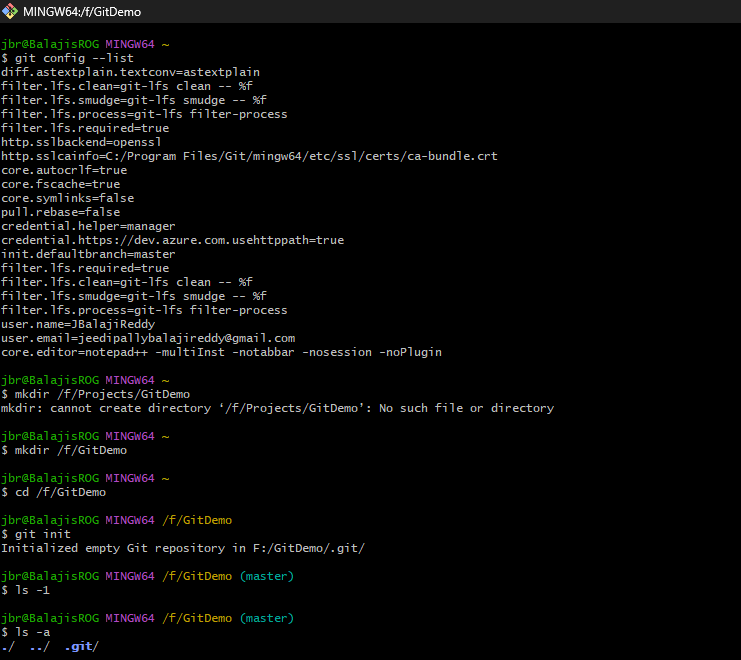 MINGW64:/f/GitDemo
jbr@BalajisROG MINGW64 ~
$ git config --list
diff.astextplain.textconv=astextplain
filter.lfs.clean=git-lfs clean -- %f
filter.lfs.smudge=git-lfs smudge -- %f
filter.lfs.process=git-lfs filter-process
filter.lfs.required=true
http.sslbackend=openssl
http.sslcainfo=C:/Program Files/Git/mingw64/etc/ssl/certs/ca-bundle.crt
core.autocrlf=true
core.fscache=true
core.symlinks=false
pull.rebase=false
credential.helper=manager
credential.https://dev.azure.com.usehttppath=true
init.defaultbranch=master
filter.lfs.required=true
filter.lfs.clean=git-lfs clean -- %f
filter.lfs.smudge=git-lfs smudge -- %f
filter.lfs.process=git-lfs filter-process
user.name=JBalajiReddy
user.email=jeedipallybalajireddy@gmail.com
core.editor=notepad++ -multiInst -notabbar -nosession -noPlugin
jbr@BalajisROG MINGW64 ~
$ mkdir /f/Projects/GitDemo
mkdir: cannot create directory ‘/f/Projects/GitDemo’: No such file or directory
jbr@BalajisROG MINGW64 ~
$ mkdir /f/GitDemo
jbr@BalajisROG MINGW64 ~
$ cd /f/GitDemo
jbr@BalajisROG MINGW64 /f/GitDemo
$ git init
Initialized empty Git repository in F:/GitDemo/.git/
jbr@BalajisROG MINGW64 /f/GitDemo (master)
$ ls -1
jbr@BalajisROG MINGW64 /f/GitDemo (master)
$ ls -a
./ ../ .git/